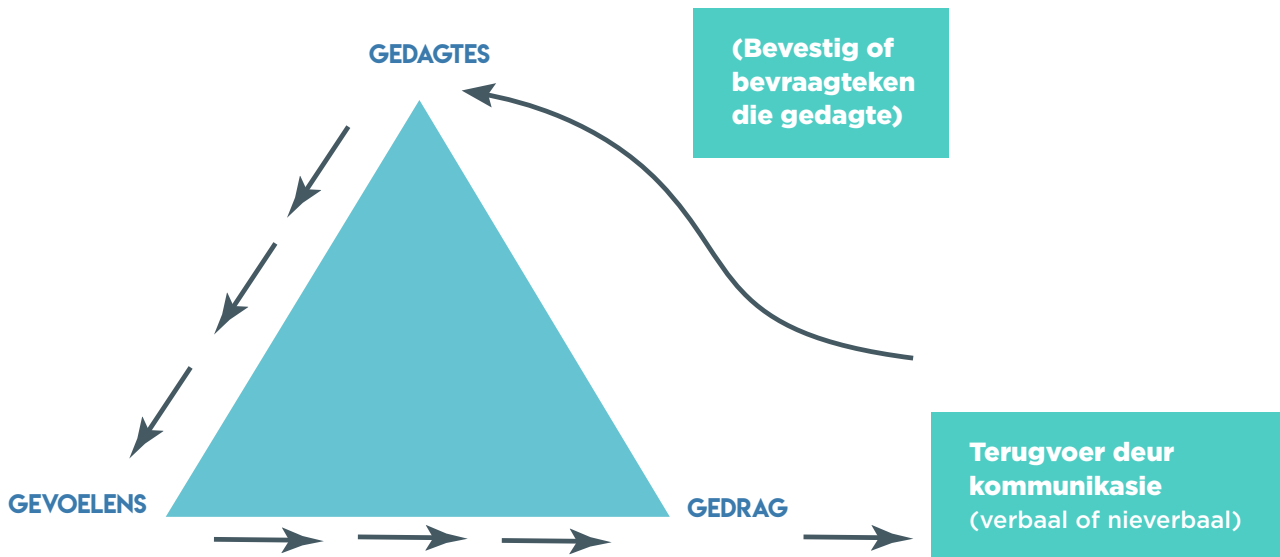 GEDAGTES
(Bevestig of
bevraagteken
die gedagte)
GEVOELENS
GEDRAG
Terugvoer deur
kommunikasie
(verbaal of nieverbaal)